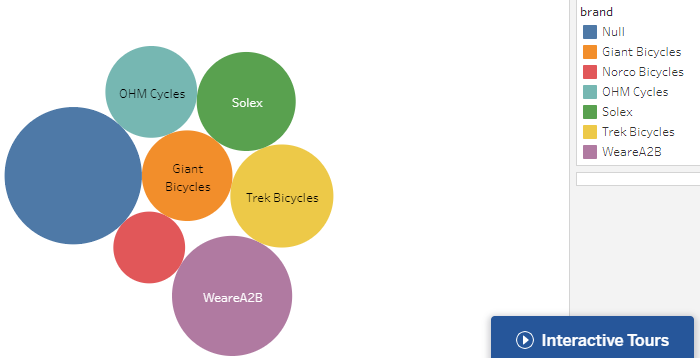 OHM Cycles
Solex
Giant
Bicycles
Trek Bicycles
WeareA2B
brand
Null
Giant Bicycles
Norco Bicycles
OHM Cycles
Solex
Trek Bicycles
WeareA2B
Interactive Tours